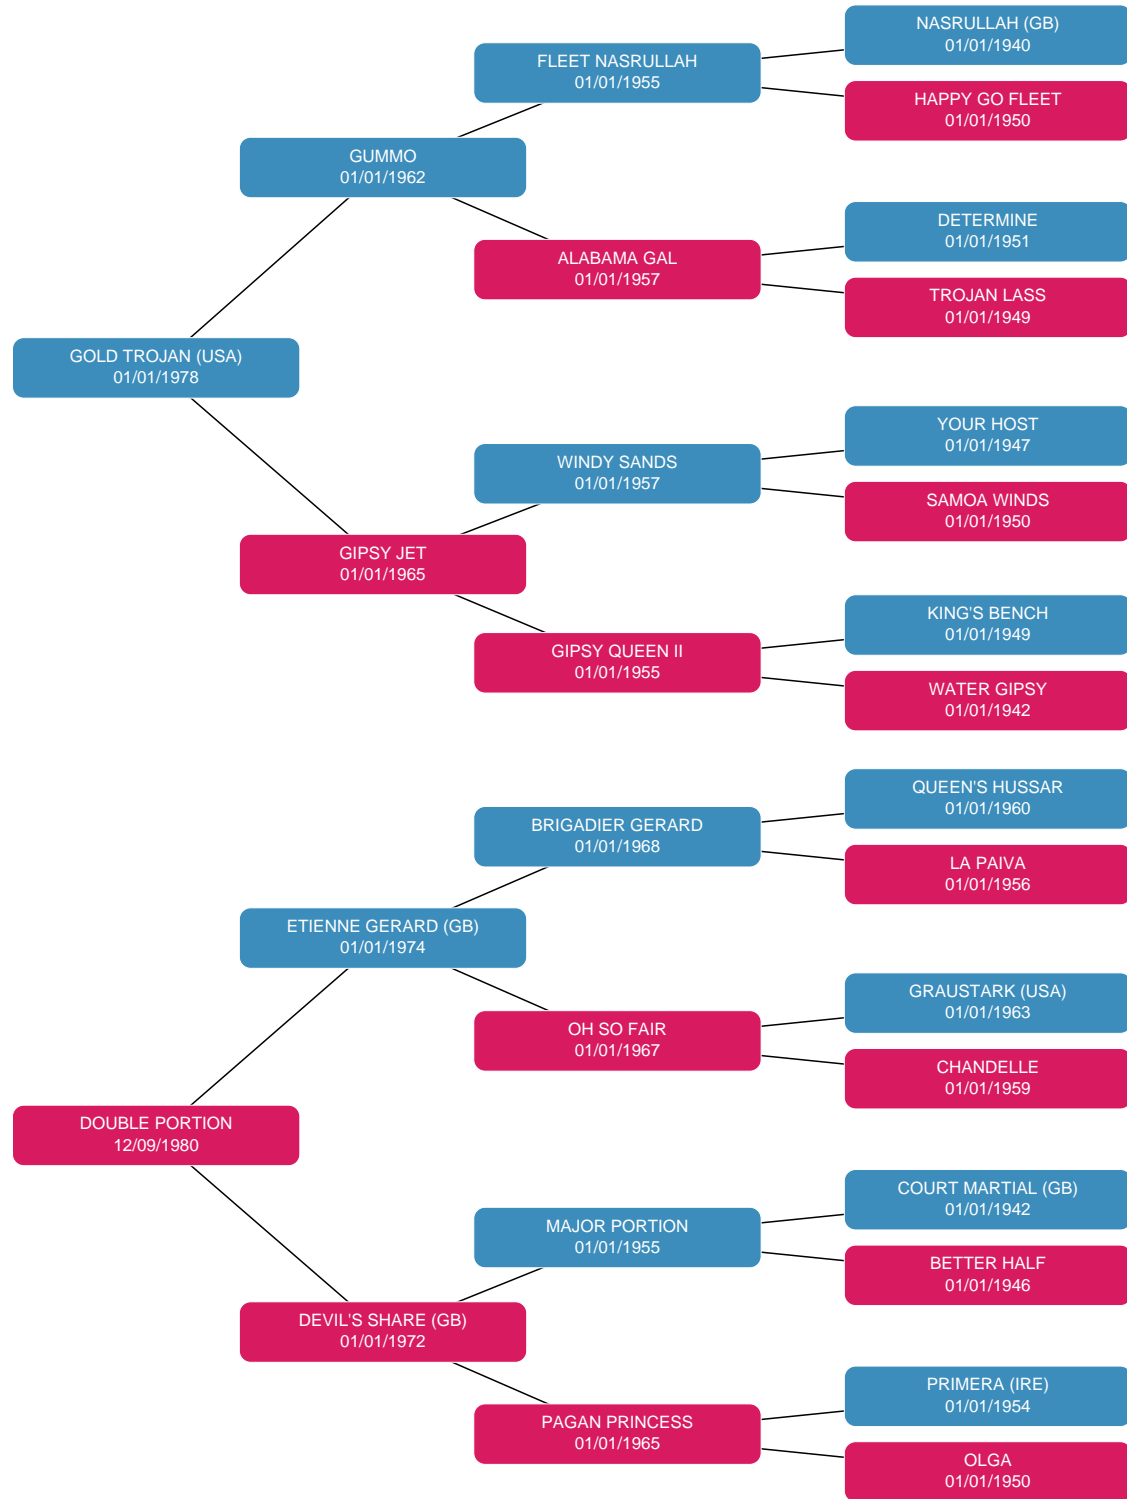 NASRULLAH (GB)
01/01/1940
FLEET NASRULLAH
01/01/1955
HAPPY GO FLEET
01/01/1950
GUMMO
01/01/1962
DETERMINE
01/01/1951
ALABAMA GAL
01/01/1957
TROJAN LASS
01/01/1949
GOLD TROJAN (USA)
01/01/1978
YOUR HOST
01/01/1947
WINDY SANDS
01/01/1957
SAMOA WINDS
01/01/1950
GIPSY JET
01/01/1965
KING'S BENCH
01/01/1949
GIPSY QUEEN II
01/01/1955
WATER GIPSY
01/01/1942
QUEEN'S HUSSAR
01/01/1960
BRIGADIER GERARD
01/01/1968
LA PAIVA
01/01/1956
ETIENNE GERARD (GB)
01/01/1974
GRAUSTARK (USA)
01/01/1963
OH SO FAIR
01/01/1967
CHANDELLE
01/01/1959
DOUBLE PORTION
12/09/1980
COURT MARTIAL (GB)
01/01/1942
MAJOR PORTION
01/01/1955
BETTER HALF
01/01/1946
DEVIL'S SHARE (GB)
01/01/1972
PRIMERA (IRE)
01/01/1954
PAGAN PRINCESS
01/01/1965
OLGA
01/01/1950